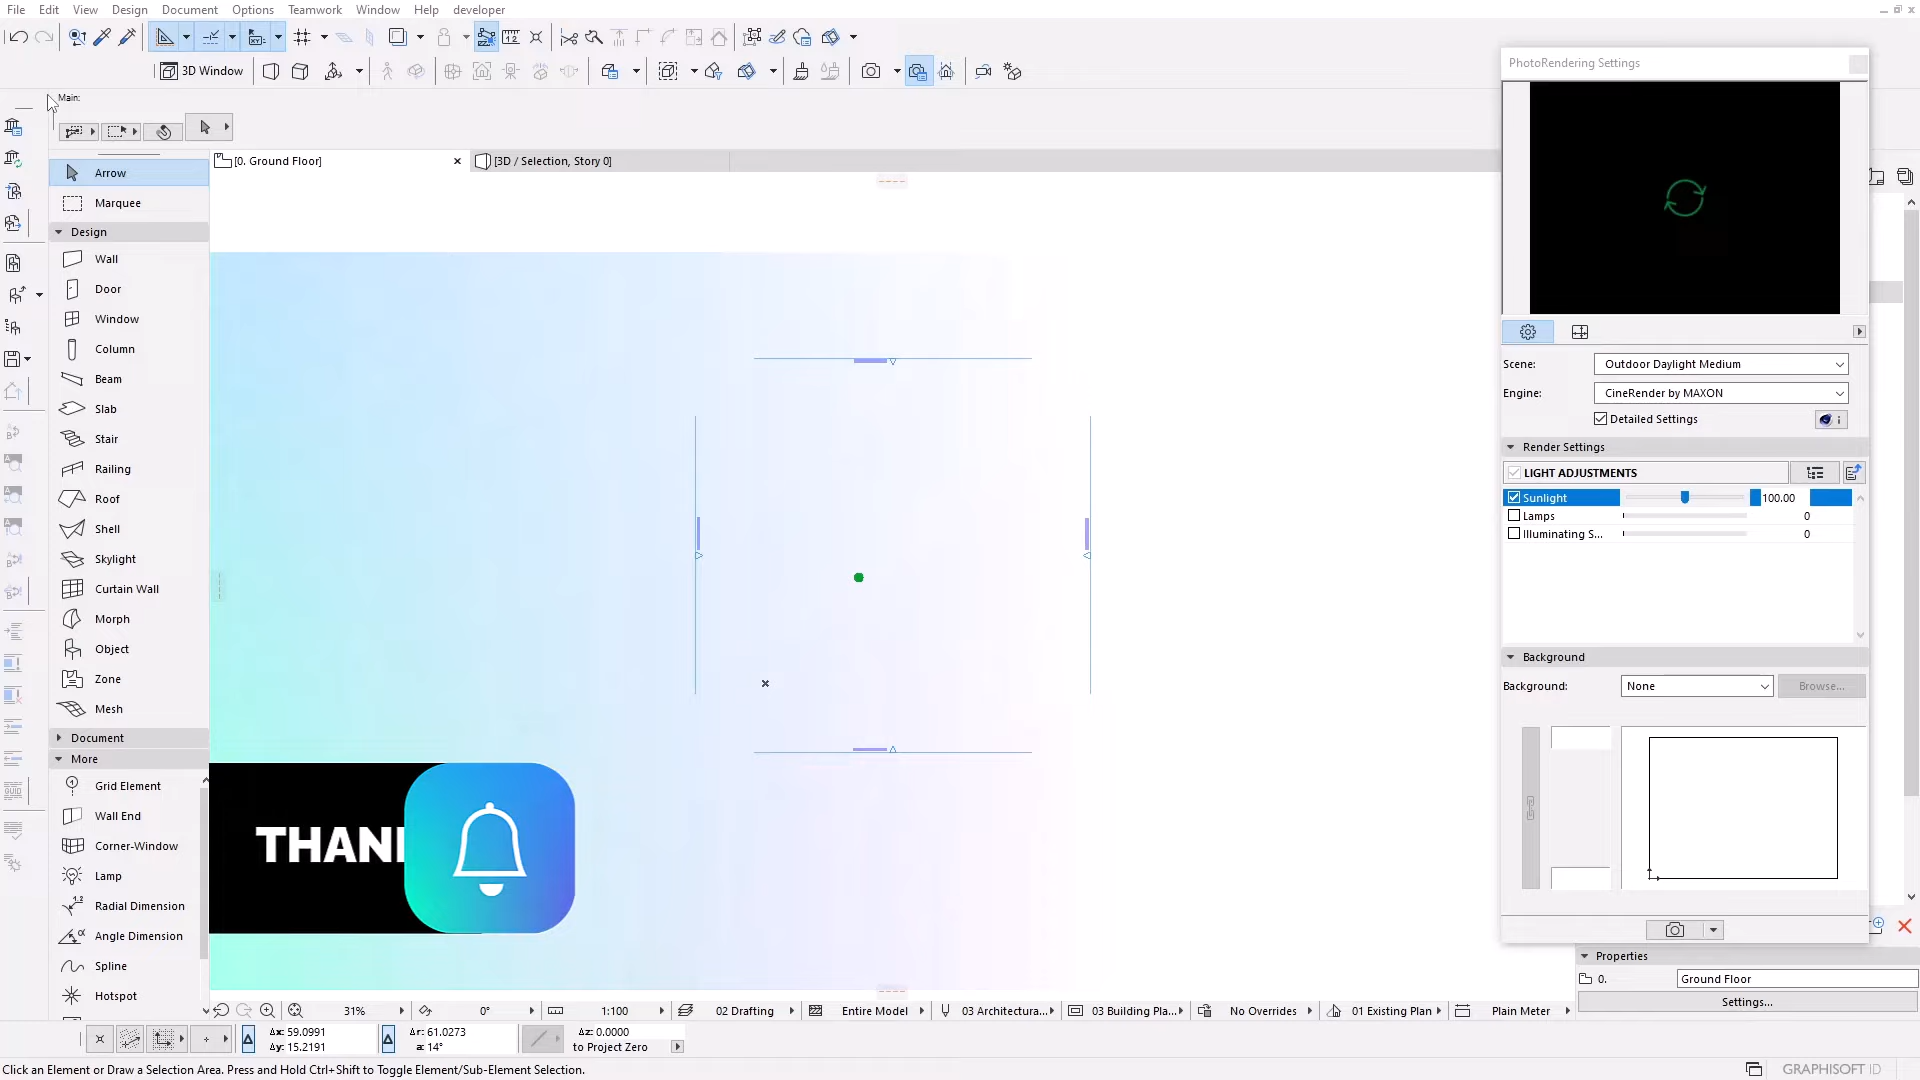 File Edit View Design Document Options Teamwork Window Help developer
3D Window
PhotoRendering Settings
Main:
[0. Ground Floor]
[3D / Selection, Story 0]
Arrow
Marquee
Design
Wall
Door
Window
Column
Beam
Slab
Stair
Railing
Roof
Shell
Skylight
Curtain Wall
Morph
Object
Zone
Mesh
Document
More
Grid Element
Wall End
Corner-Window
Lamp
Radial Dimension
Angle Dimension
Spline
Hotspot
THAN
Scene: Outdoor Daylight Medium
Engine: CineRender by MAXON
Detailed Settings
Render Settings
LIGHT ADJUSTMENTS
Sunlight 100.00
Lamps 0
Illuminating S... 0
Background
Background: None Browse...
Properties
0. Ground Floor
Settings...
31% 0° 1:100 02 Drafting Entire Model 03 Architectura... 03 Building Pla... No Overrides 01 Existing Plan Plain Meter
Δx: 59.0991 Δr: 61.0273 Δz: 0.0000
Δy: 15.2191 a: 14° to Project Zero
Click an Element or Draw a Selection Area. Press and Hold Ctrl+Shift to Toggle Element/Sub-Element Selection.
GRAPHISOFT ID